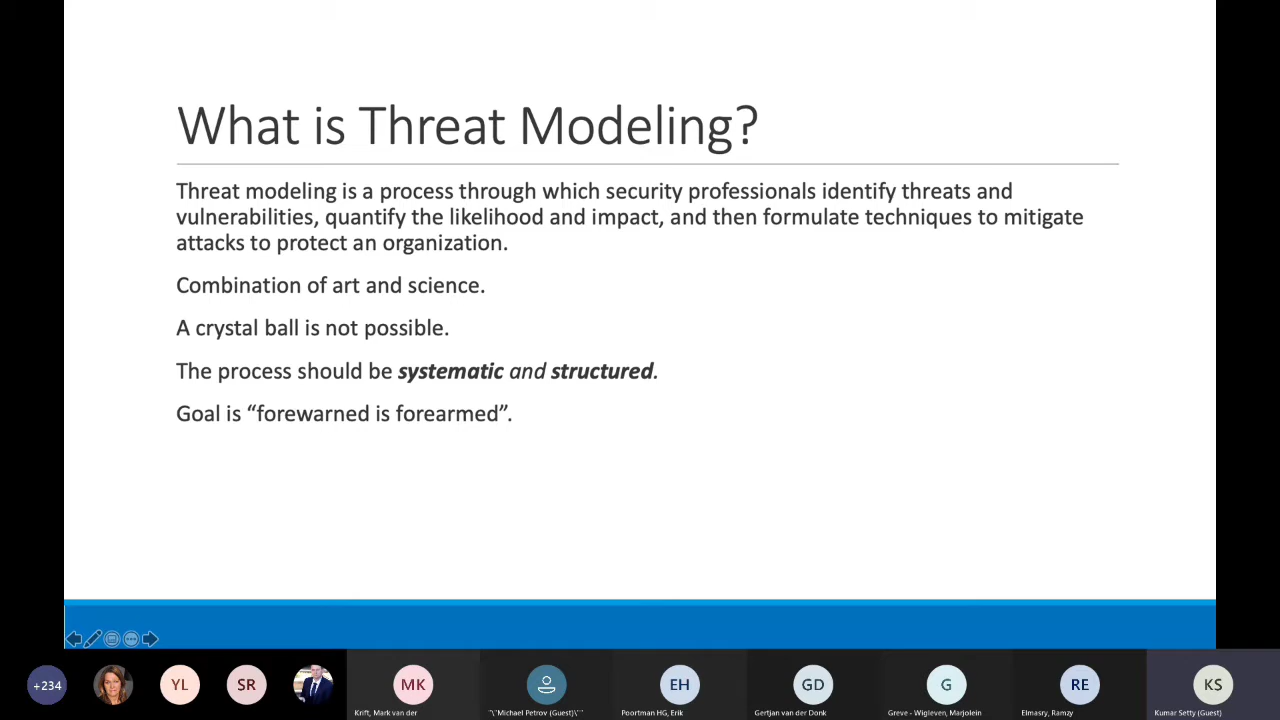 What is Threat Modeling?
Threat modeling is a process through which security professionals identify threats and
vulnerabilities, quantify the likelihood and impact, and then formulate techniques to mitigate
attacks to protect an organization.
Combination of art and science.
A crystal ball is not possible.
The process should be systematic and structured.
Goal is “forewarned is forearmed”.
+234
YL
SR
MK
EH
GD
G
RE
KS
Krift, Mark van der
"\"Michael Petrov (Guest)\""
Poortman HG, Erik
Gertjan van der Donk
Greve - Wigleven, Marjolein
Elmasry, Ramzy
Kumar Setty (Guest)